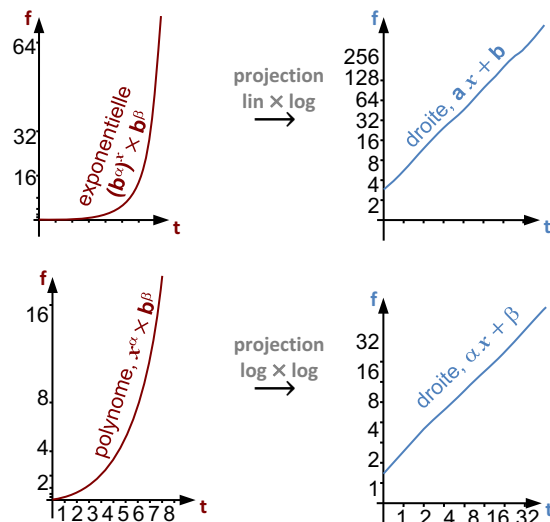 f
64
32
16
exponentielle
(b^α)^x × b^β
t
projection
lin × log
f
256
128
64
32
16
8
4
2
droite, a x + b
t
f
16
8
4
2
polynome, x^α × b^β
1 2 3 4 5 6 7 8
t
projection
log × log
f
32
16
8
4
2
1
droite, α x + β
1 2 4 8 16 32
t